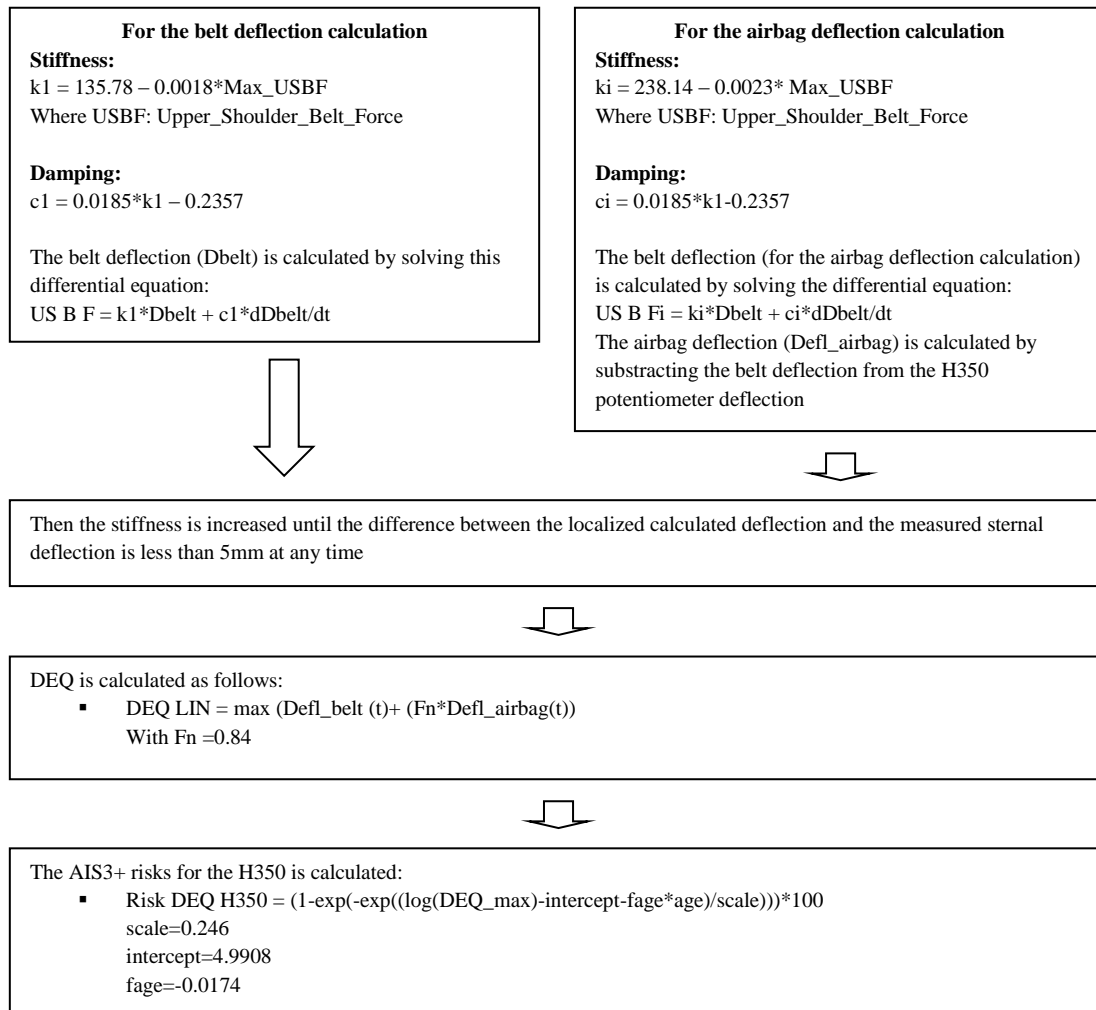 For the belt deflection calculation
Stiffness:
k1 = 135.78 – 0.0018*Max_USBF
Where USBF: Upper_Shoulder_Belt_Force
Damping:
c1 = 0.0185*k1 – 0.2357
The belt deflection (Dbelt) is calculated by solving this
differential equation:
US B F = k1*Dbelt + c1*dDbelt/dt
For the airbag deflection calculation
Stiffness:
ki = 238.14 – 0.0023* Max_USBF
Where USBF: Upper_Shoulder_Belt_Force
Damping:
ci = 0.0185*k1-0.2357
The belt deflection (for the airbag deflection calculation)
is calculated by solving the differential equation:
US B Fi = ki*Dbelt + ci*dDbelt/dt
The airbag deflection (Defl_airbag) is calculated by
substracting the belt deflection from the H350
potentiometer deflection
Then the stiffness is increased until the difference between the localized calculated deflection and the measured sternal
deflection is less than 5mm at any time
DEQ is calculated as follows:
▪ DEQ LIN = max (Defl_belt (t)+ (Fn*Defl_airbag(t))
With Fn =0.84
The AIS3+ risks for the H350 is calculated:
▪ Risk DEQ H350 = (1-exp(-exp((log(DEQ_max)-intercept-fage*age)/scale)))*100
scale=0.246
intercept=4.9908
fage=-0.0174